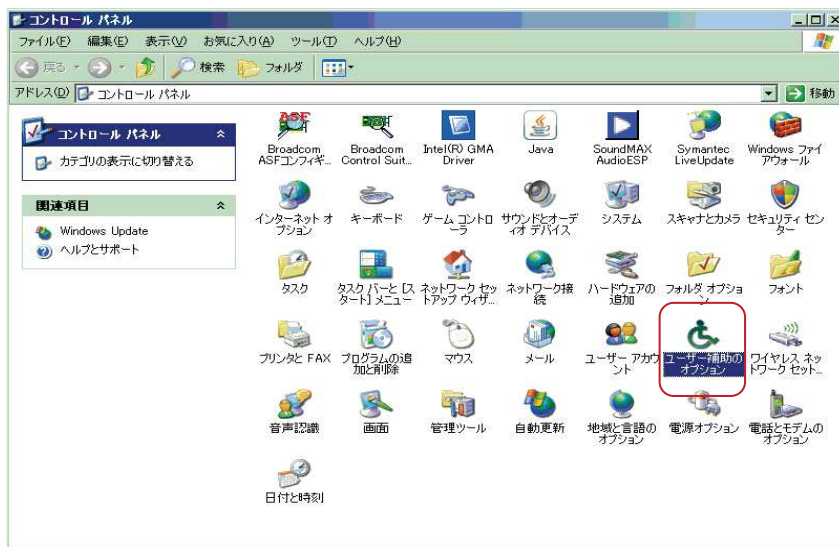 コントロール パネル
ファイル(F) 編集(E) 表示(V) お気に入り(A) ツール(T) ヘルプ(H)
戻る 検索 フォルダ
アドレス(D) コントロール パネル 移動
コントロール パネル
カテゴリの表示に切り替える
関連項目
Windows Update
ヘルプとサポート
Broadcom
ASFコンフィギ...
Broadcom
Control Suit...
Intel(R) GMA
Driver
Java
SoundMAX
AudioESP
Symantec
LiveUpdate
Windows ファイ
アウォール
インターネット オ
プション
キーボード
ゲーム コントロ
ーラ
サウンドとオーデ
ィオ デバイス
システム
スキャナとカメラ
セキュリティ セン
ター
タスク
タスク バーと [ス
タート] メニュー
ネットワーク セッ
トアップ ウィザ...
ネットワーク接
続
ハードウェアの
追加
フォルダ オプショ
ン
フォント
プリンタと FAX
プログラムの追
加と削除
マウス
メール
ユーザー アカウ
ント
ユーザー補助の
オプション
ワイヤレス ネッ
トワーク セット...
音声認識
画面
管理ツール
自動更新
地域と言語の
オプション
電源オプション
電話とモデムの
オプション
日付と時刻